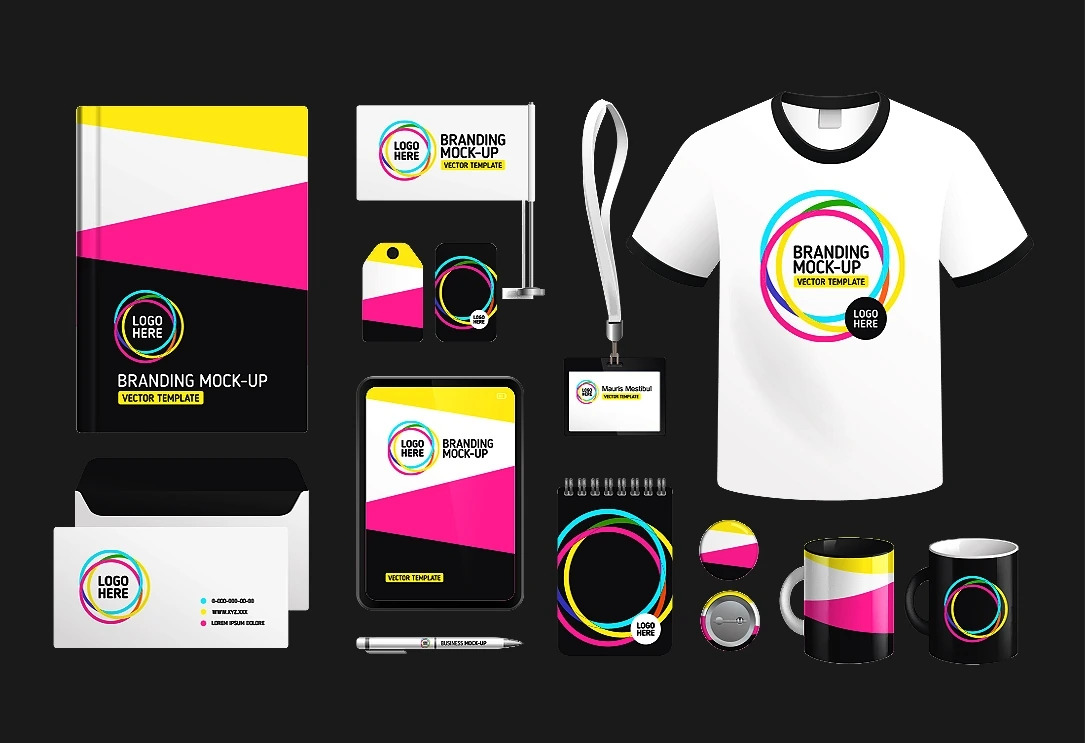 LOGO
HERE
BRANDING MOCK-UP
VECTOR TEMPLATE
LOGO
HERE
BRANDING
MOCK-UP
VECTOR TEMPLATE
LOGO
HERE
LOGO
HERE
Mauris Mestibul
VECTOR TEMPLATE
BRANDING
MOCK-UP
VECTOR TEMPLATE
LOGO
HERE
LOGO
HERE
BRANDING
MOCK-UP
VECTOR TEMPLATE
LOGO
HERE
0-000-000-00-00
WWW.XYZ.XXX
LOREM IPSUM DOLORE
BUSINESS MOCK-UP
LOGO
HERE